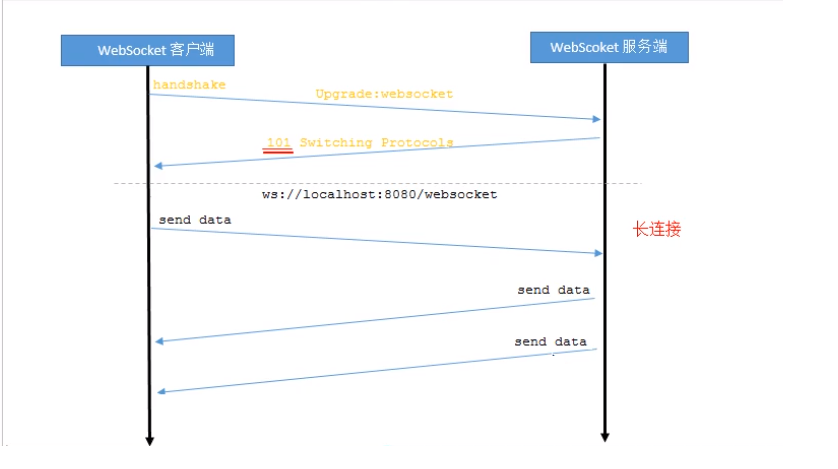 WebSocket 客户端
WebScoket 服务端
handshake
Upgrade:websocket
101 Switching Protocols
ws://localhost:8080/websocket
send data
长连接
send data
send data